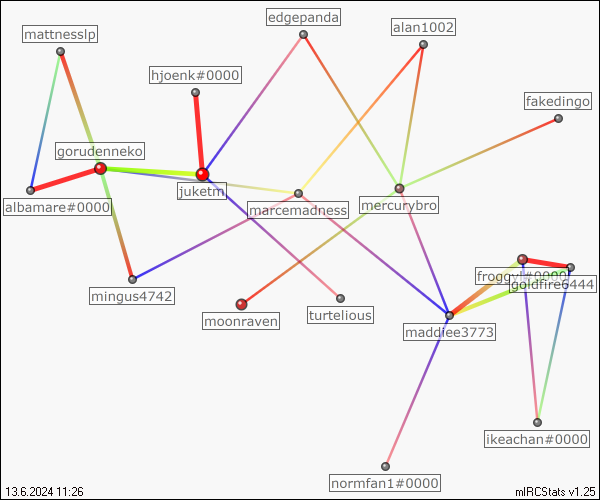 edgepanda
mattnesslp
alan1002
hjoenk#0000
fakedingo
gorudenneko
juketm
albamare#0000
marcemadness
mercurybro
froggyl#0000
goldfire6444
mingus4742
moonraven
turtelious
maddiee3773
ikeachan#0000
normfan1#0000
13.6.2024 11:26
mIRCStats v1.25